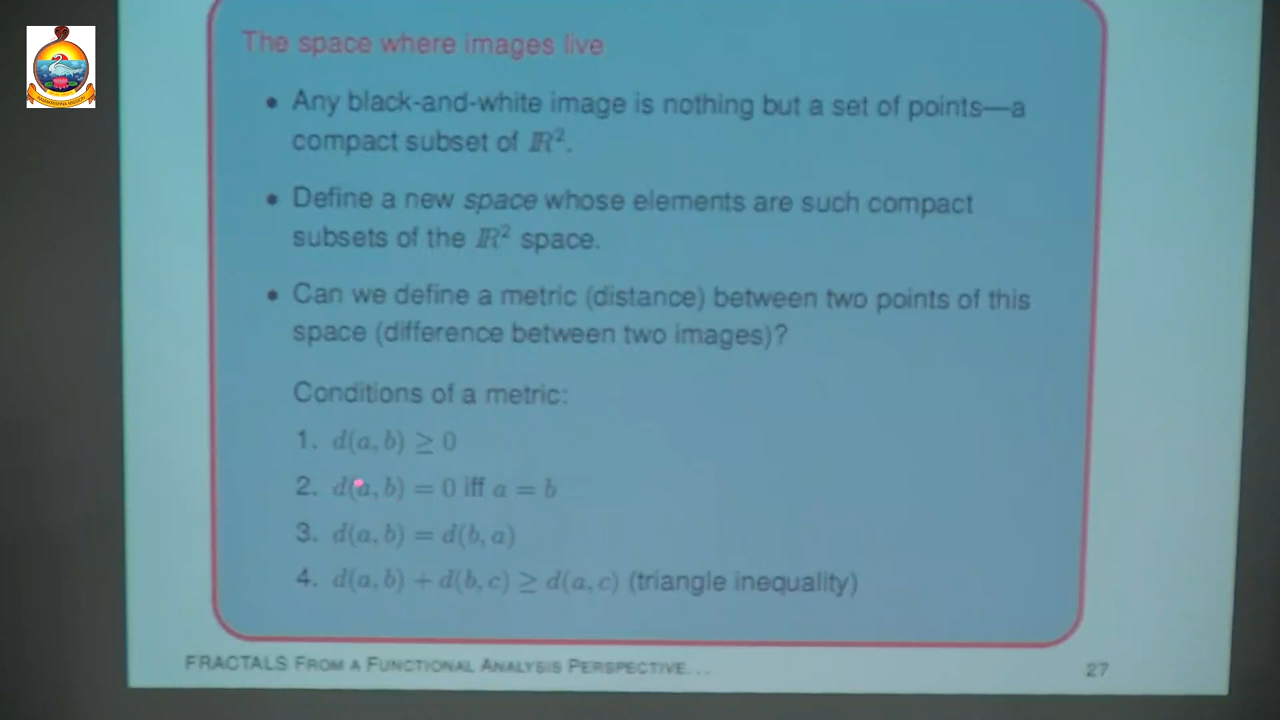 The space where images live
• Any black-and-white image is nothing but a set of points—a
compact subset of ℝ².
• Define a new space whose elements are such compact
subsets of the ℝ² space.
• Can we define a metric (distance) between two points of this
space (difference between two images)?
Conditions of a metric:
1. d(a, b) ≥ 0
2. d(a, b) = 0 iff a = b
3. d(a, b) = d(b, a)
4. d(a, b) + d(b, c) ≥ d(a, c) (triangle inequality)
FRACTALS FROM A FUNCTIONAL ANALYSIS PERSPECTIVE...
27